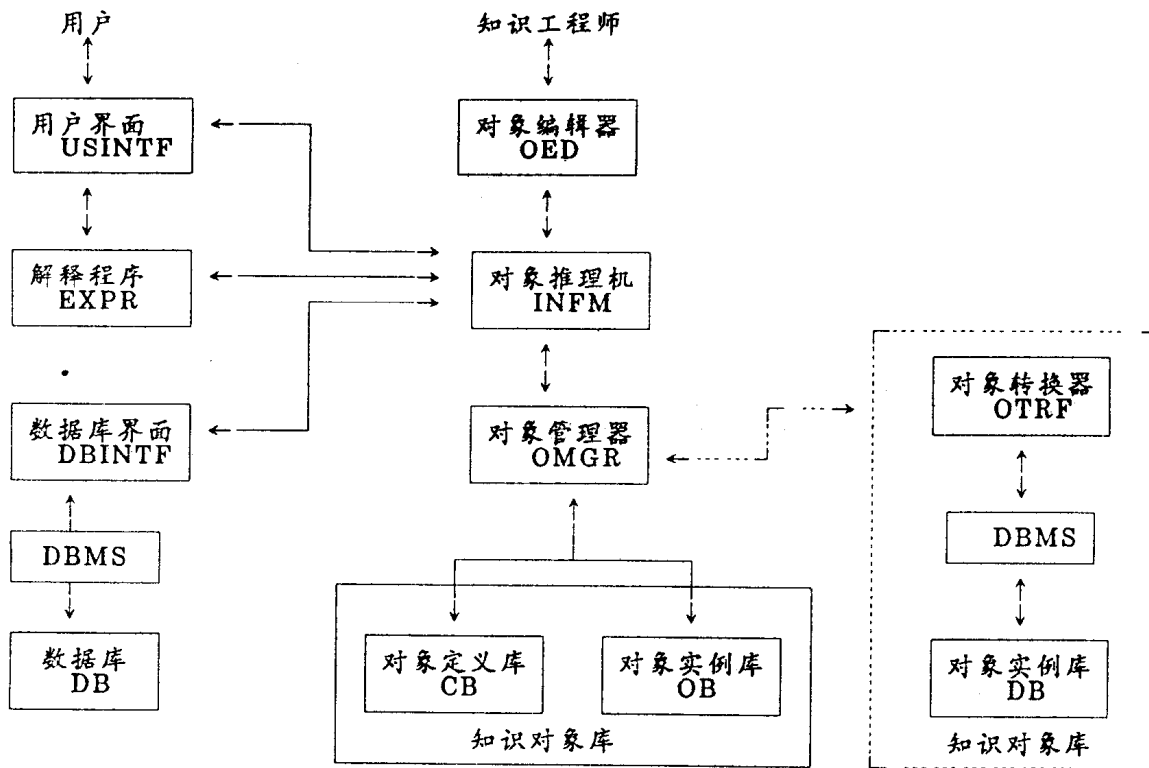 用户
知识工程师
用户界面
USINTF
对象编辑器
OED
解释程序
EXPR
对象推理机
INFM
对象转换器
OTRF
数据库界面
DBINTF
对象管理器
OMGR
DBMS
DBMS
数据库
DB
对象定义库
CB
对象实例库
OB
对象实例库
DB
知识对象库
知识对象库